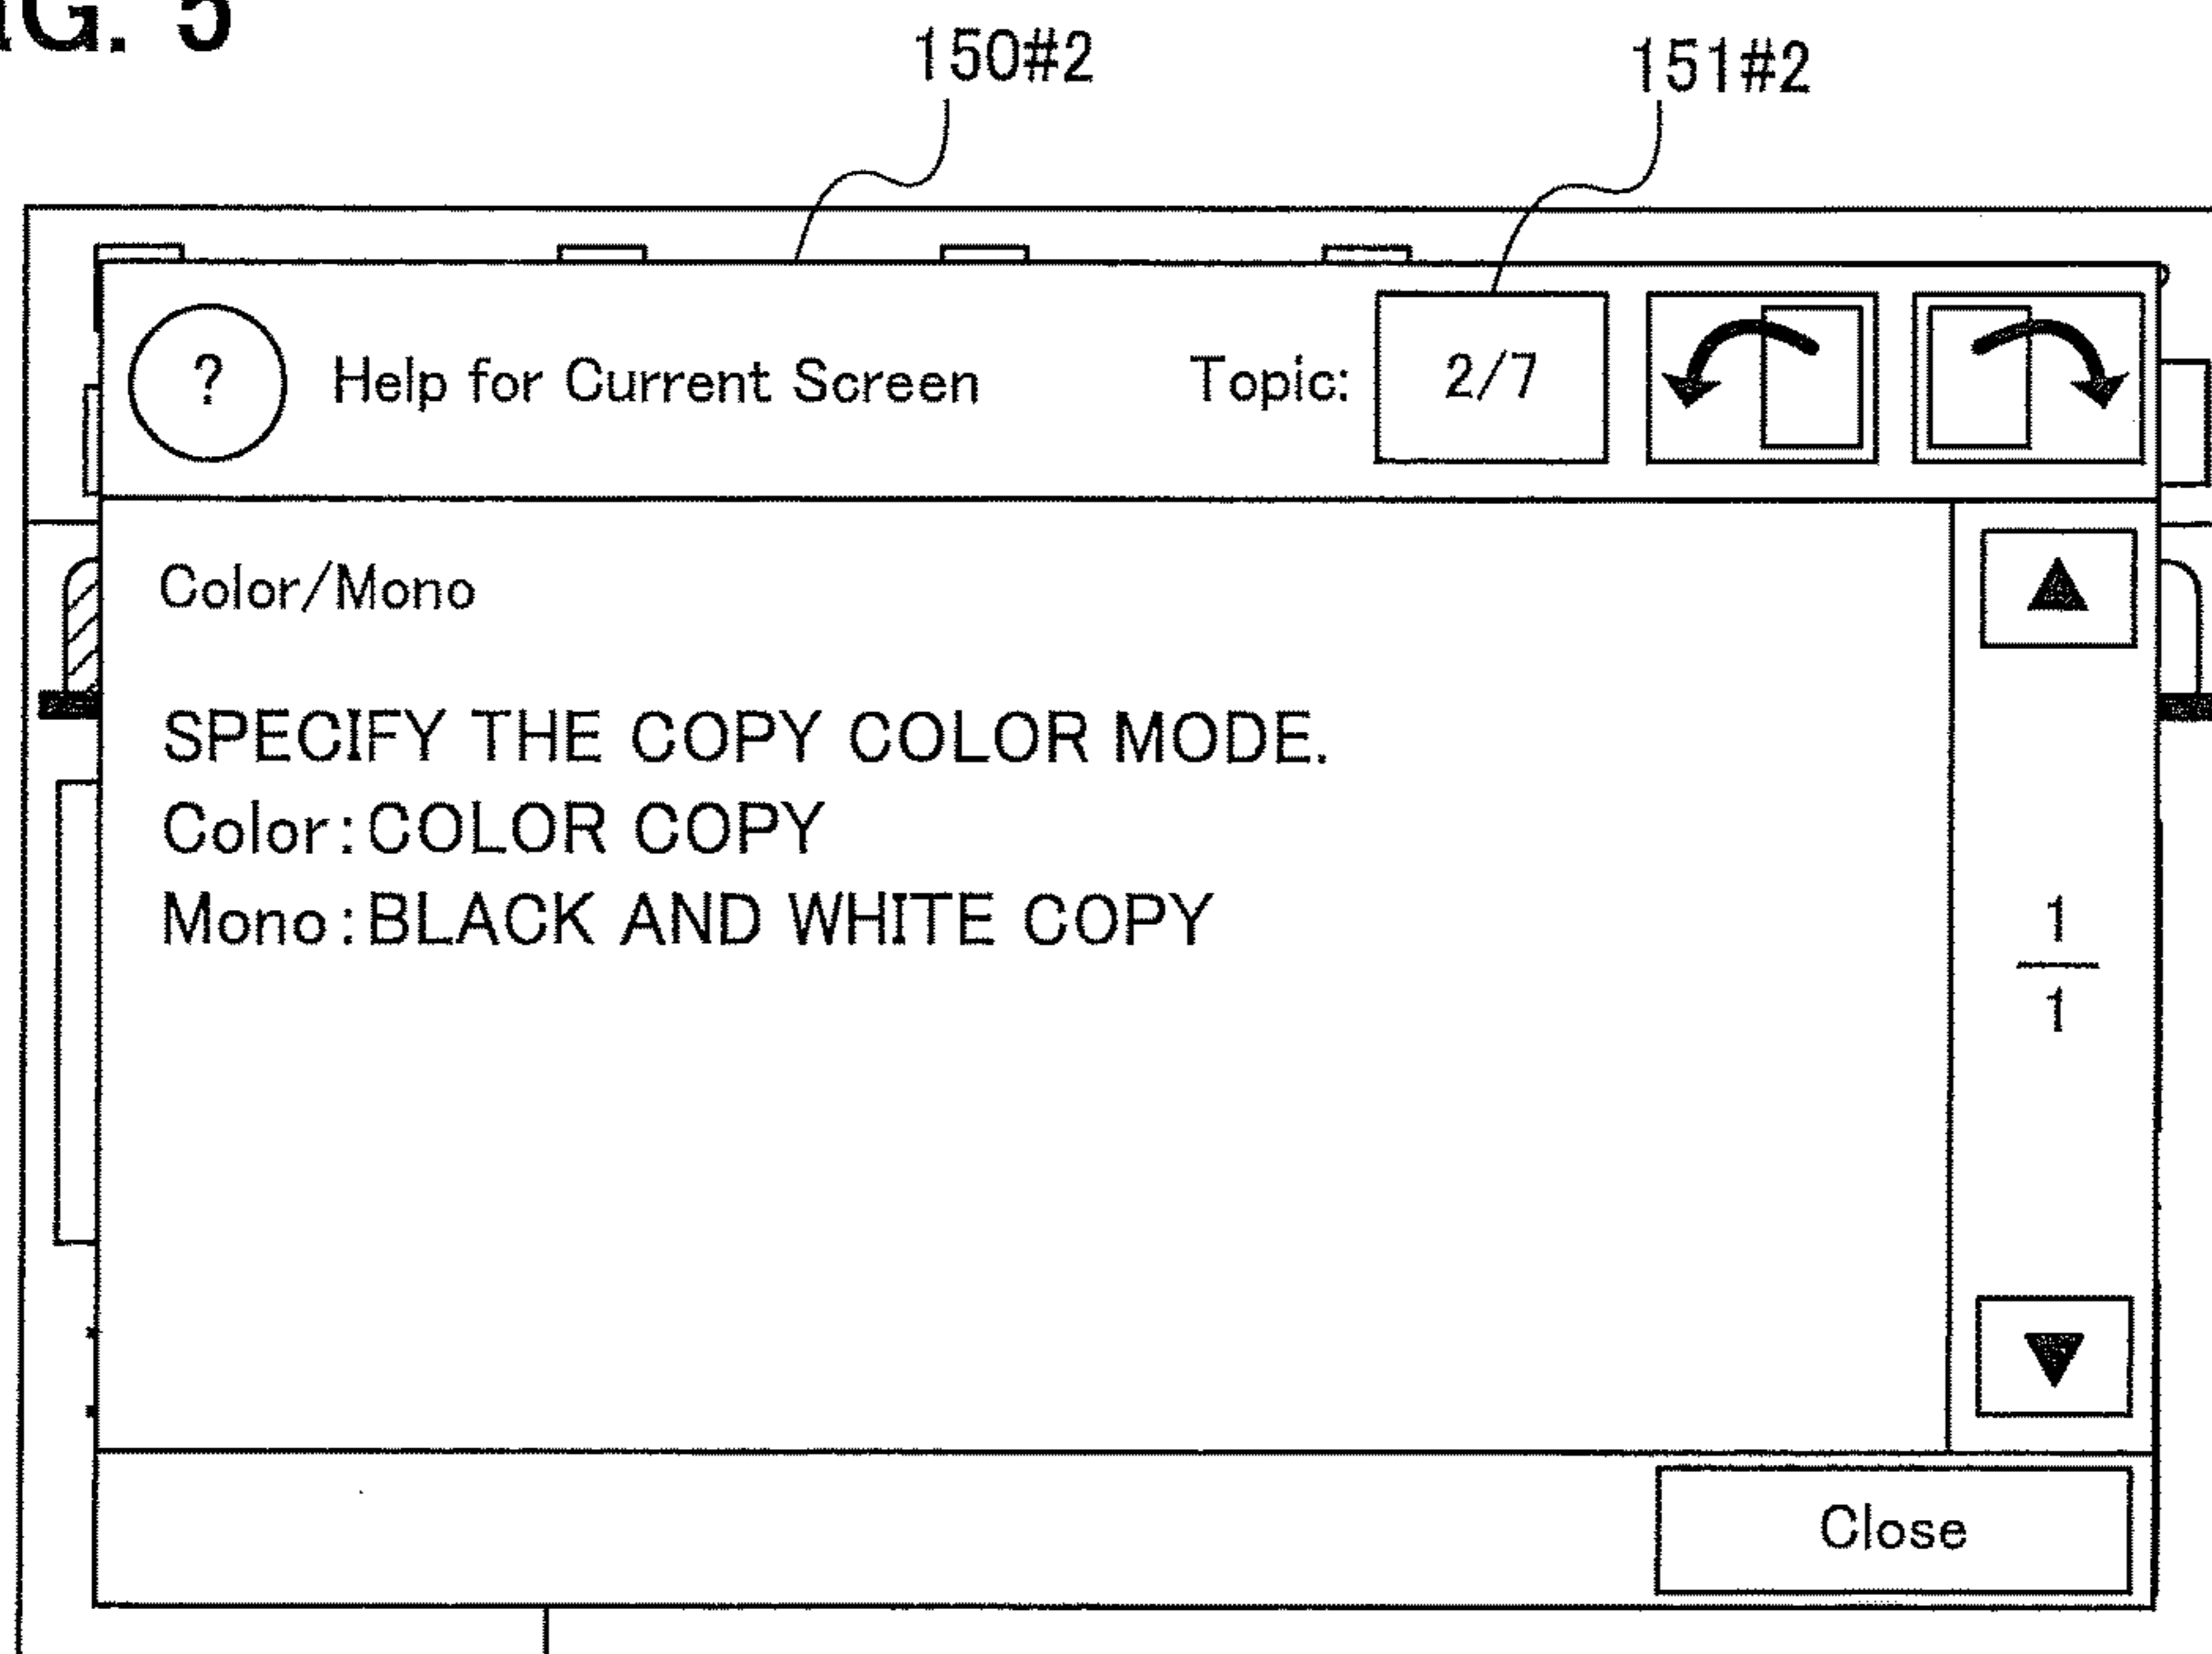 G. 5
150#2 151#2
? Help for Current Screen Topic: 2/7
Color/Mono
SPECIFY THE COPY COLOR MODE.
Color:COLOR COPY
Mono:BLACK AND WHITE COPY
1
1
Close